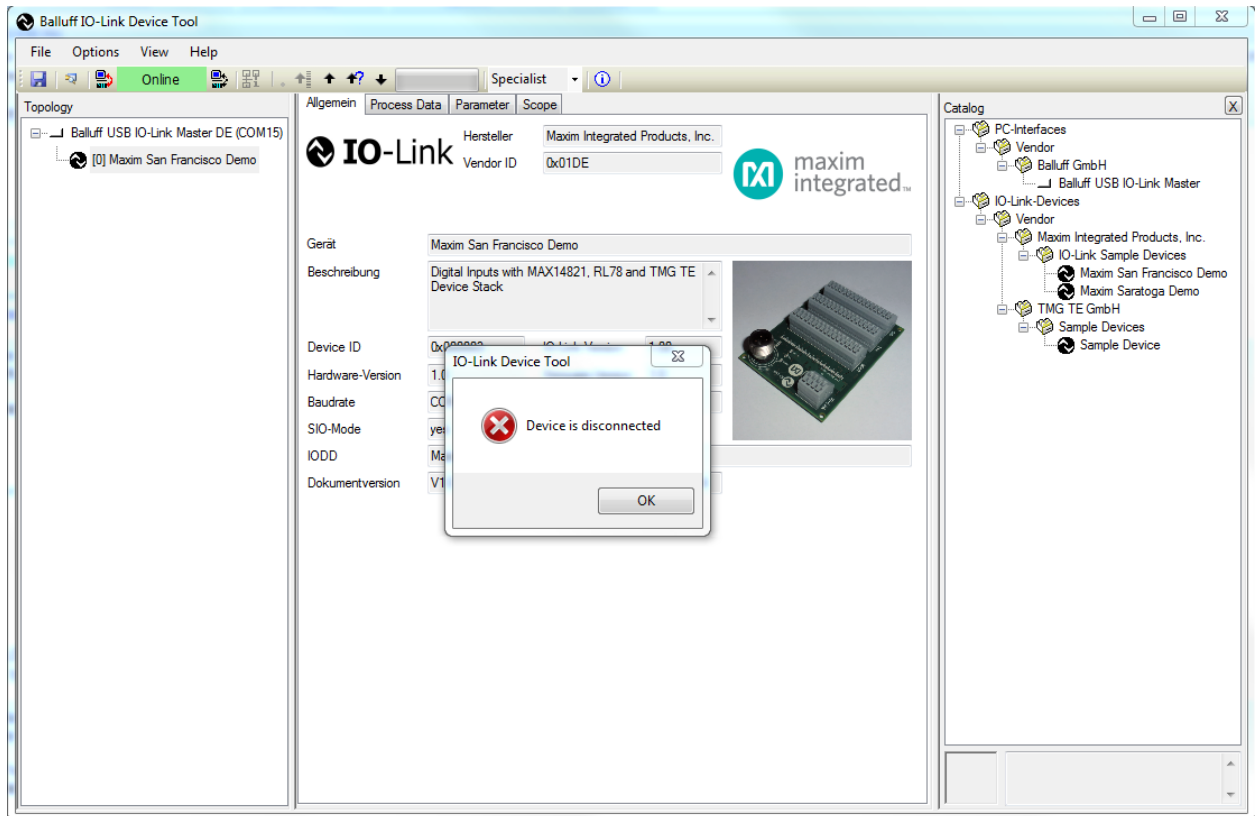 Balluff IO-Link Device Tool
File Options View Help
Online Specialist
Topology
Balluff USB IO-Link Master DE (COM15)
[0] Maxim San Francisco Demo
Allgemein Process Data Parameter Scope
IO-Link
Hersteller Maxim Integrated Products, Inc.
Vendor ID 0x01DE
maxim
integrated™
Gerät Maxim San Francisco Demo
Beschreibung Digital Inputs with MAX14821, RL78 and TMG TE
Device Stack
Device ID
Hardware-Version
Baudrate
SIO-Mode
IODD
Dokumentversion
IO-Link Device Tool
Device is disconnected
OK
Catalog
PC-Interfaces
Vendor
Balluff GmbH
Balluff USB IO-Link Master
IO-Link-Devices
Vendor
Maxim Integrated Products, Inc.
IO-Link Sample Devices
Maxim San Francisco Demo
Maxim Saratoga Demo
TMG TE GmbH
Sample Devices
Sample Device